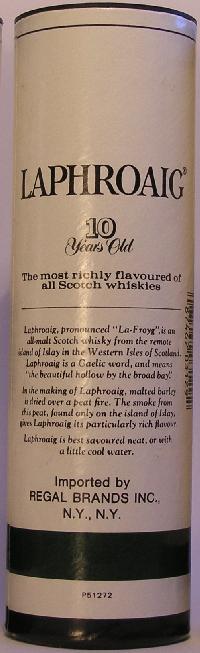 LAPHROAIG®
10
Years Old
The most richly flavoured of
all Scotch whiskies
Laphroaig, pronounced "La-Froyg", is an
all-malt Scotch whisky from the remote
island of Islay in the Western Isles of Scotland.
Laphroaig is a Gaelic word, and means
"the beautiful hollow by the broad bay".
In the making of Laphroaig, malted barley
is dried over a peat fire. The smoke from
this peat, found only on the island of Islay,
gives Laphroaig its particularly rich flavour.
Laphroaig is best savoured neat, or with
a little cool water.
Imported by
REGAL BRANDS INC.,
N.Y., N.Y.
P51272